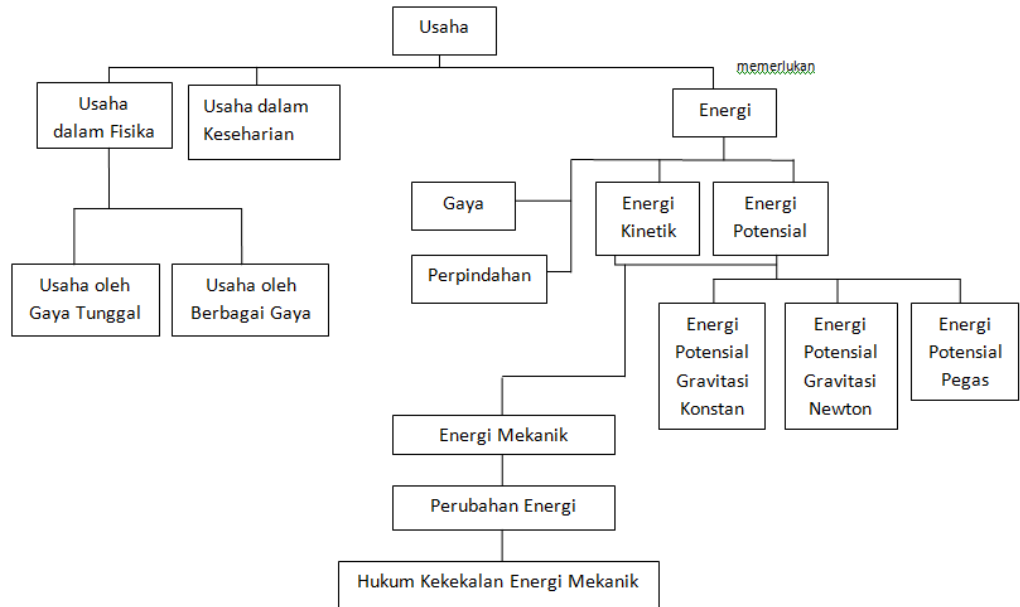 Usaha
memerlukan
Usaha
dalam Fisika
Usaha dalam
Keseharian
Energi
Gaya
Energi
Kinetik
Energi
Potensial
Perpindahan
Usaha oleh
Gaya Tunggal
Usaha oleh
Berbagai Gaya
Energi
Potensial
Gravitasi
Konstan
Energi
Potensial
Gravitasi
Newton
Energi
Potensial
Pegas
Energi Mekanik
Perubahan Energi
Hukum Kekekalan Energi Mekanik